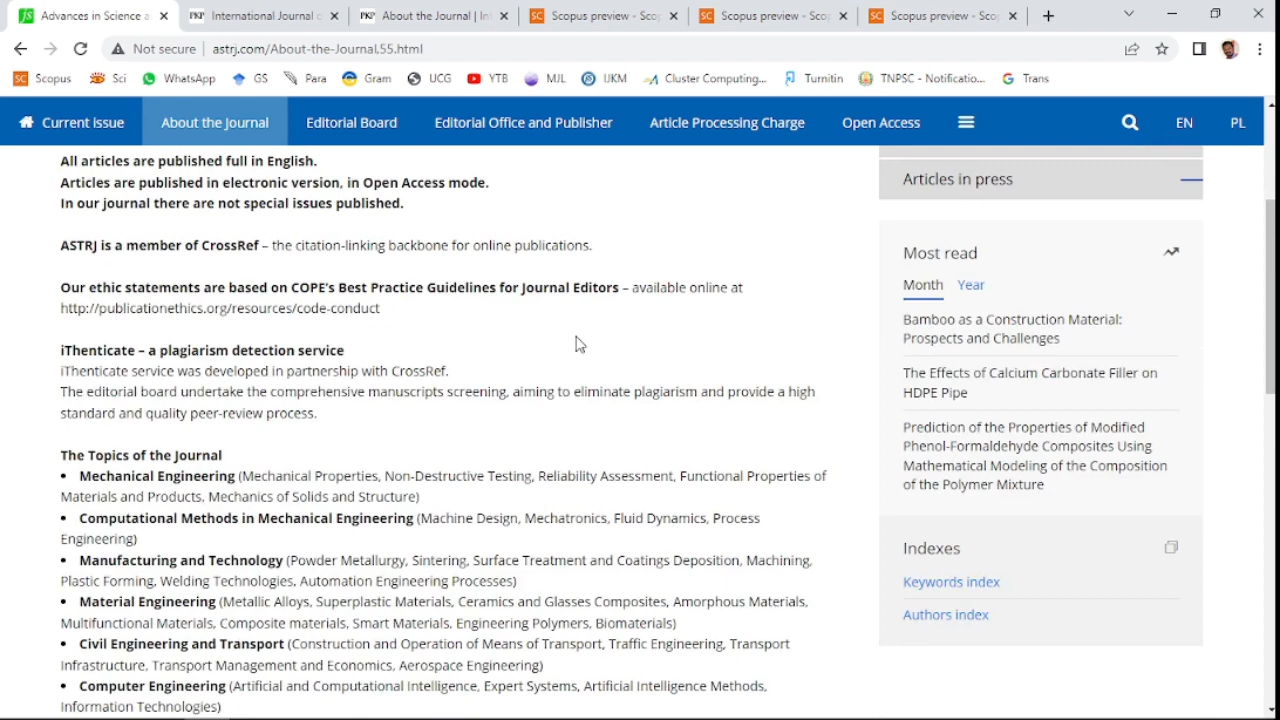 Advances in Science a
International Journal o
About the Journal | Int
Scopus preview - Scop
Scopus preview - Scop
Scopus preview - Scop
Not secure
astrj.com/About-the-Journal,55.html
Scopus
Sci
WhatsApp
GS
Para
Gram
UCG
YTB
MJL
UKM
Cluster Computing...
Turnitin
TNPSC - Notificatio...
Trans
Current issue
About the Journal
Editorial Board
Editorial Office and Publisher
Article Processing Charge
Open Access
EN
PL
All articles are published full in English.
Articles are published in electronic version, in Open Access mode.
In our journal there are not special issues published.
ASTRJ is a member of CrossRef – the citation-linking backbone for online publications.
Our ethic statements are based on COPE's Best Practice Guidelines for Journal Editors – available online at
http://publicationethics.org/resources/code-conduct
iThenticate – a plagiarism detection service
iThenticate service was developed in partnership with CrossRef.
The editorial board undertake the comprehensive manuscripts screening, aiming to eliminate plagiarism and provide a high
standard and quality peer-review process.
The Topics of the Journal
• Mechanical Engineering (Mechanical Properties, Non-Destructive Testing, Reliability Assessment, Functional Properties of
Materials and Products, Mechanics of Solids and Structure)
• Computational Methods in Mechanical Engineering (Machine Design, Mechatronics, Fluid Dynamics, Process
Engineering)
• Manufacturing and Technology (Powder Metallurgy, Sintering, Surface Treatment and Coatings Deposition, Machining,
Plastic Forming, Welding Technologies, Automation Engineering Processes)
• Material Engineering (Metallic Alloys, Superplastic Materials, Ceramics and Glasses Composites, Amorphous Materials,
Multifunctional Materials, Composite materials, Smart Materials, Engineering Polymers, Biomaterials)
• Civil Engineering and Transport (Construction and Operation of Means of Transport, Traffic Engineering, Transport
Infrastructure, Transport Management and Economics, Aerospace Engineering)
• Computer Engineering (Artificial and Computational Intelligence, Expert Systems, Artificial Intelligence Methods,
Information Technologies)
Articles in press
Most read
Month Year
Bamboo as a Construction Material:
Prospects and Challenges
The Effects of Calcium Carbonate Filler on
HDPE Pipe
Prediction of the Properties of Modified
Phenol-Formaldehyde Composites Using
Mathematical Modeling of the Composition
of the Polymer Mixture
Indexes
Keywords index
Authors index